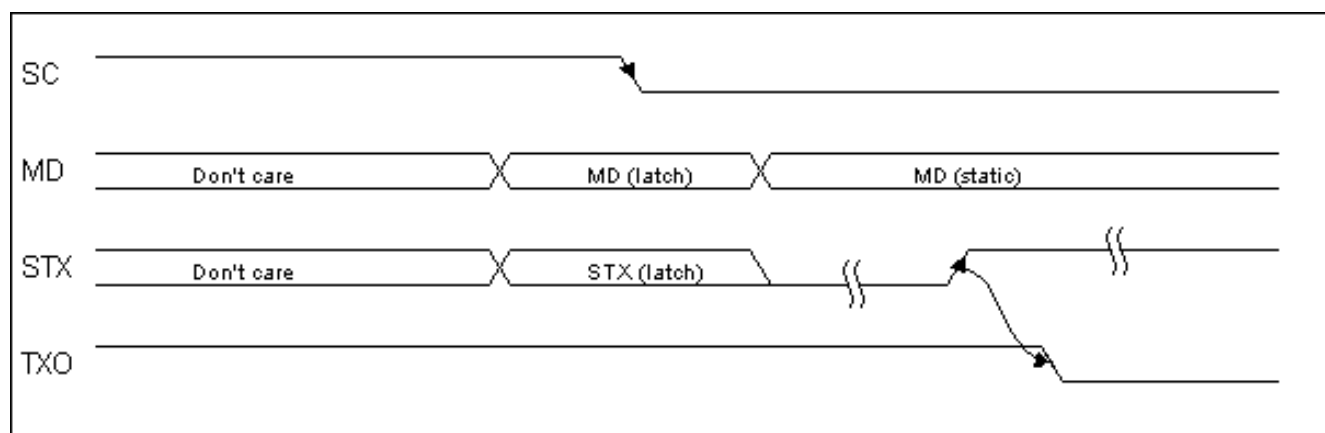 SC
MD Don't care MD (latch) MD (static)
STX Don't care STX (latch)
TXO